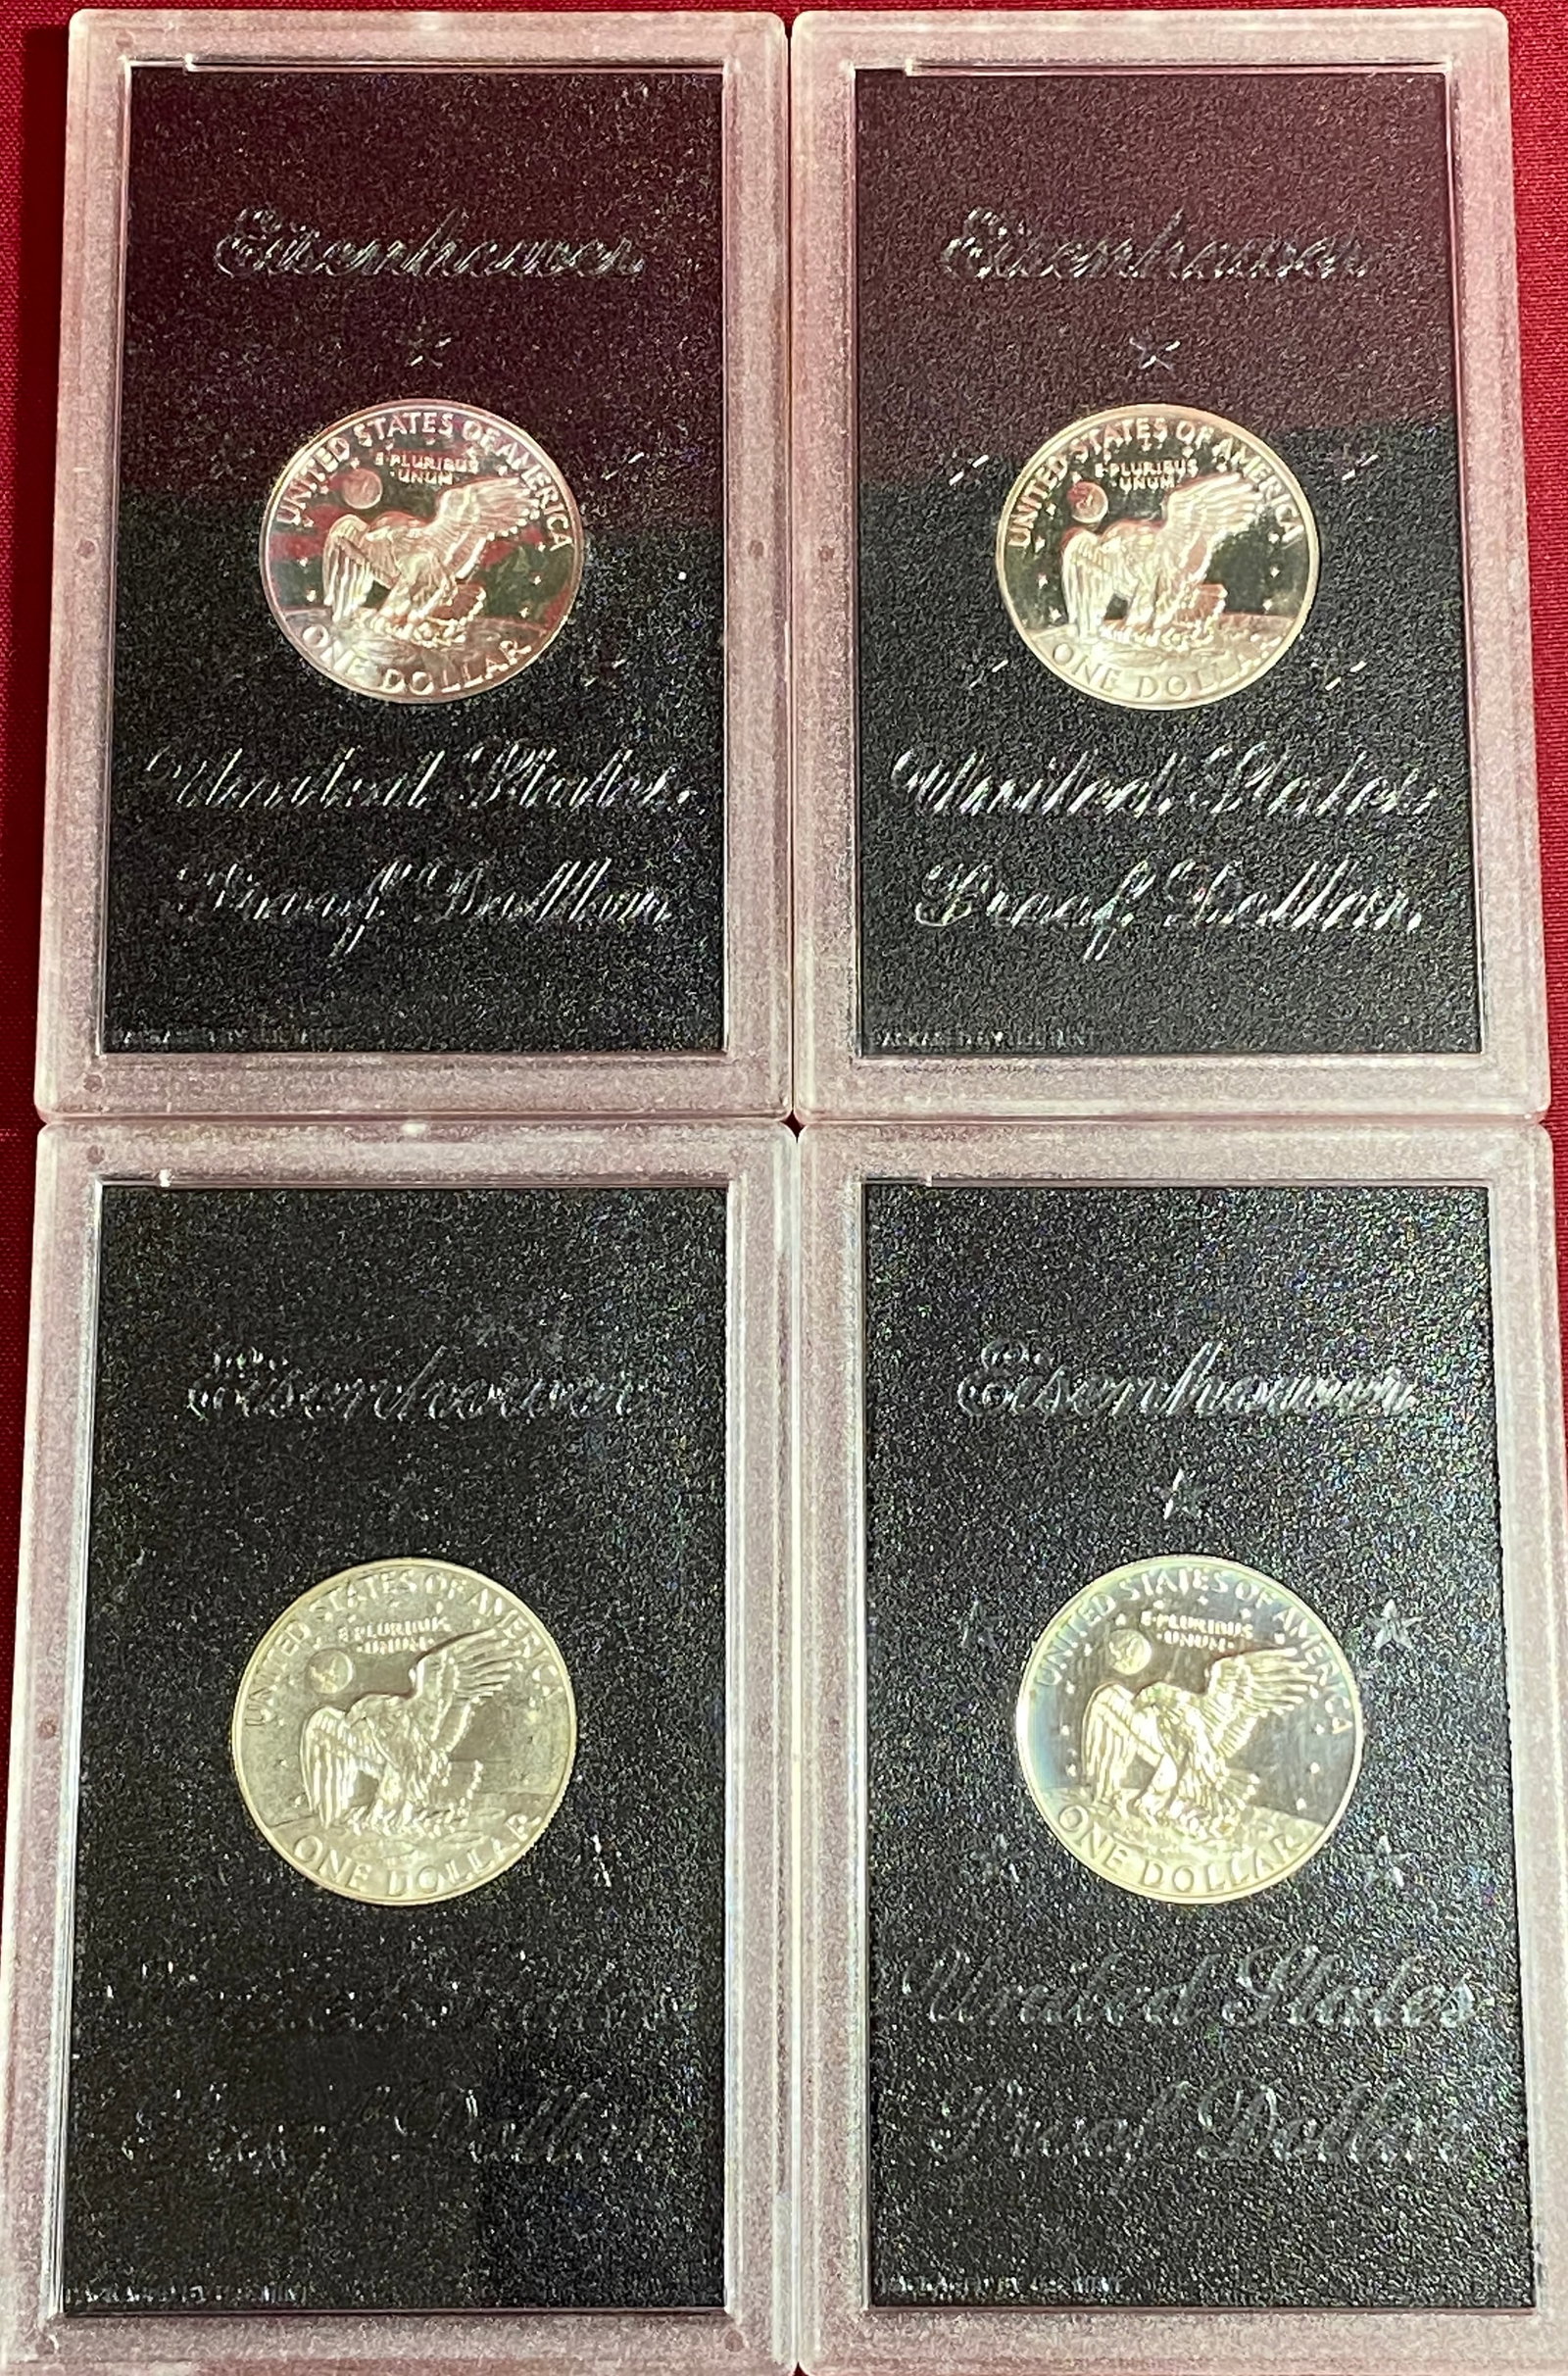 Eisenhower
UNITED STATES OF AMERICA
E PLURIBUS
UNUM
ONE DOLLAR
United States
Proof Dollar
Eisenhower
UNITED STATES OF AMERICA
E PLURIBUS
UNUM
ONE DOLLAR
United States
Proof Dollar
Eisenhower
UNITED STATES OF AMERICA
E PLURIBUS
UNUM
ONE DOLLAR
Dollar
Eisenhower
UNITED STATES OF AMERICA
E PLURIBUS
UNUM
ONE DOLLAR
United States
Proof Dollar